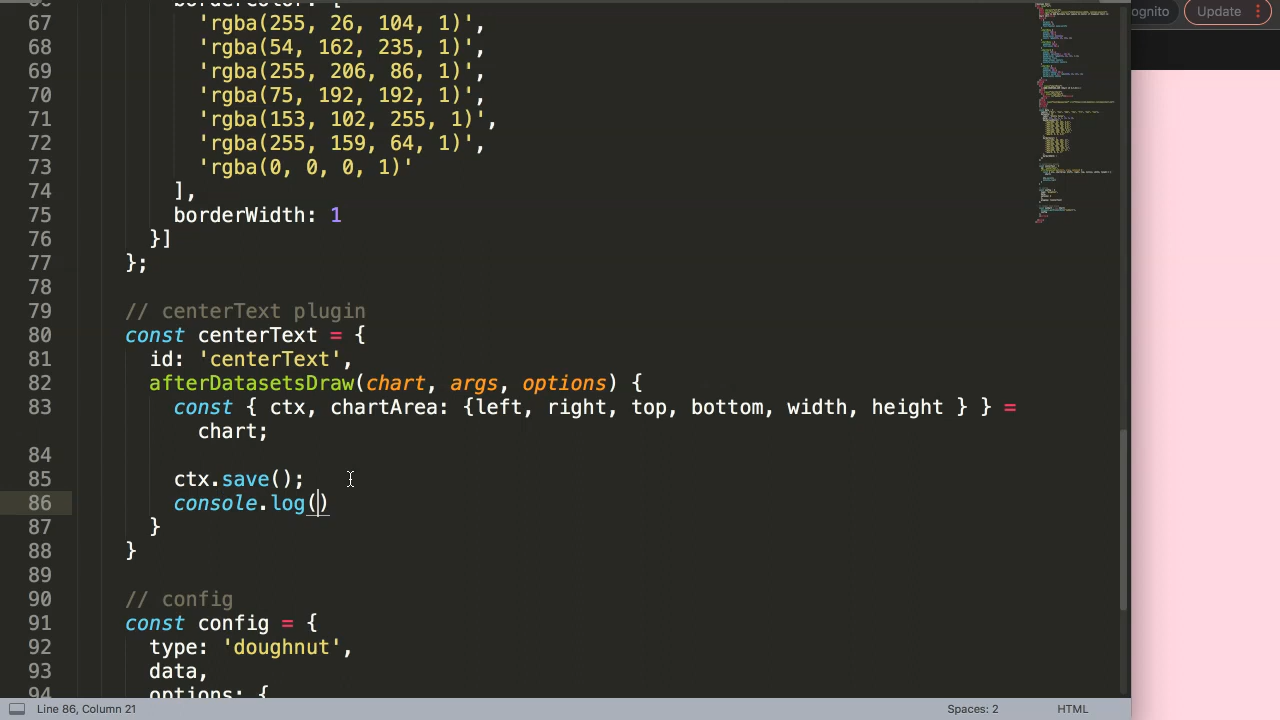 66 borderColor: [
67 'rgba(255, 26, 104, 1)',
68 'rgba(54, 162, 235, 1)',
69 'rgba(255, 206, 86, 1)',
70 'rgba(75, 192, 192, 1)',
71 'rgba(153, 102, 255, 1)',
72 'rgba(255, 159, 64, 1)',
73 'rgba(0, 0, 0, 1)'
74 ],
75 borderWidth: 1
76 }]
77 };
78
79 // centerText plugin
80 const centerText = {
81 id: 'centerText',
82 afterDatasetsDraw(chart, args, options) {
83 const { ctx, chartArea: {left, right, top, bottom, width, height } } =
chart;
84
85 ctx.save();
86 console.log()
87 }
88 }
89
90 // config
91 const config = {
92 type: 'doughnut',
93 data,
94 options: {
Line 86, Column 21
Spaces: 2
HTML
ognito
Update